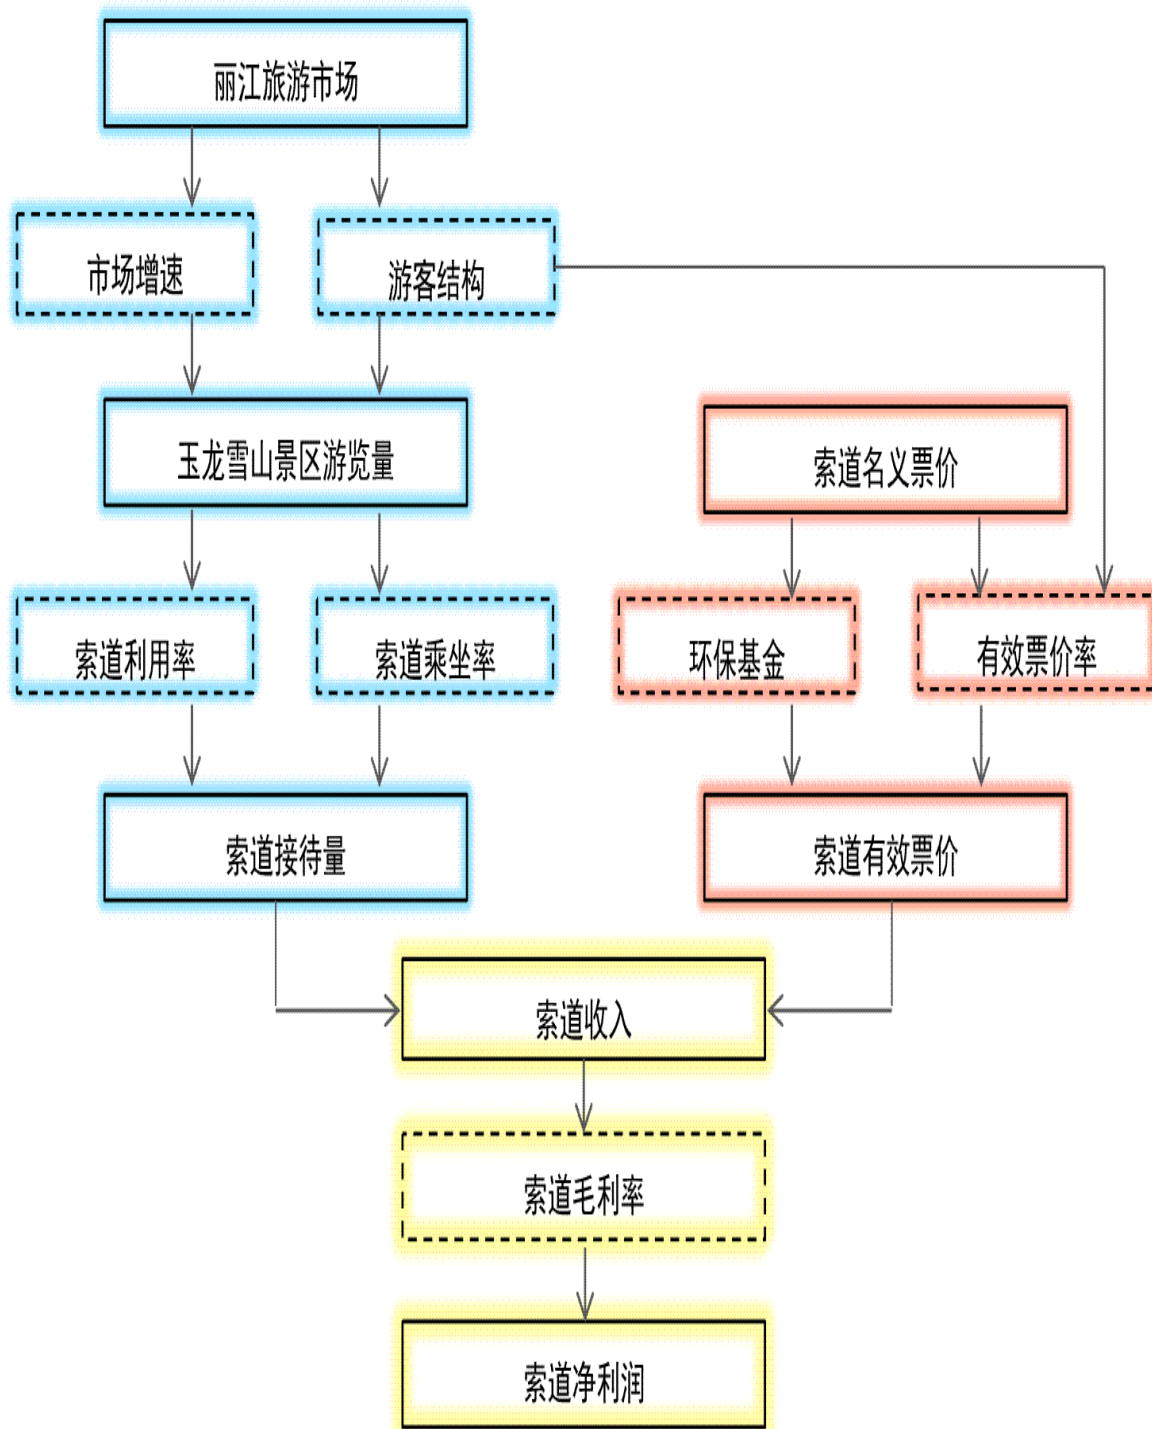 丽江旅游市场
市场增速
游客结构
玉龙雪山景区游览量
索道名义票价
索道利用率
索道乘坐率
环保基金
有效票价率
索道接待量
索道有效票价
索道收入
索道毛利率
索道净利润